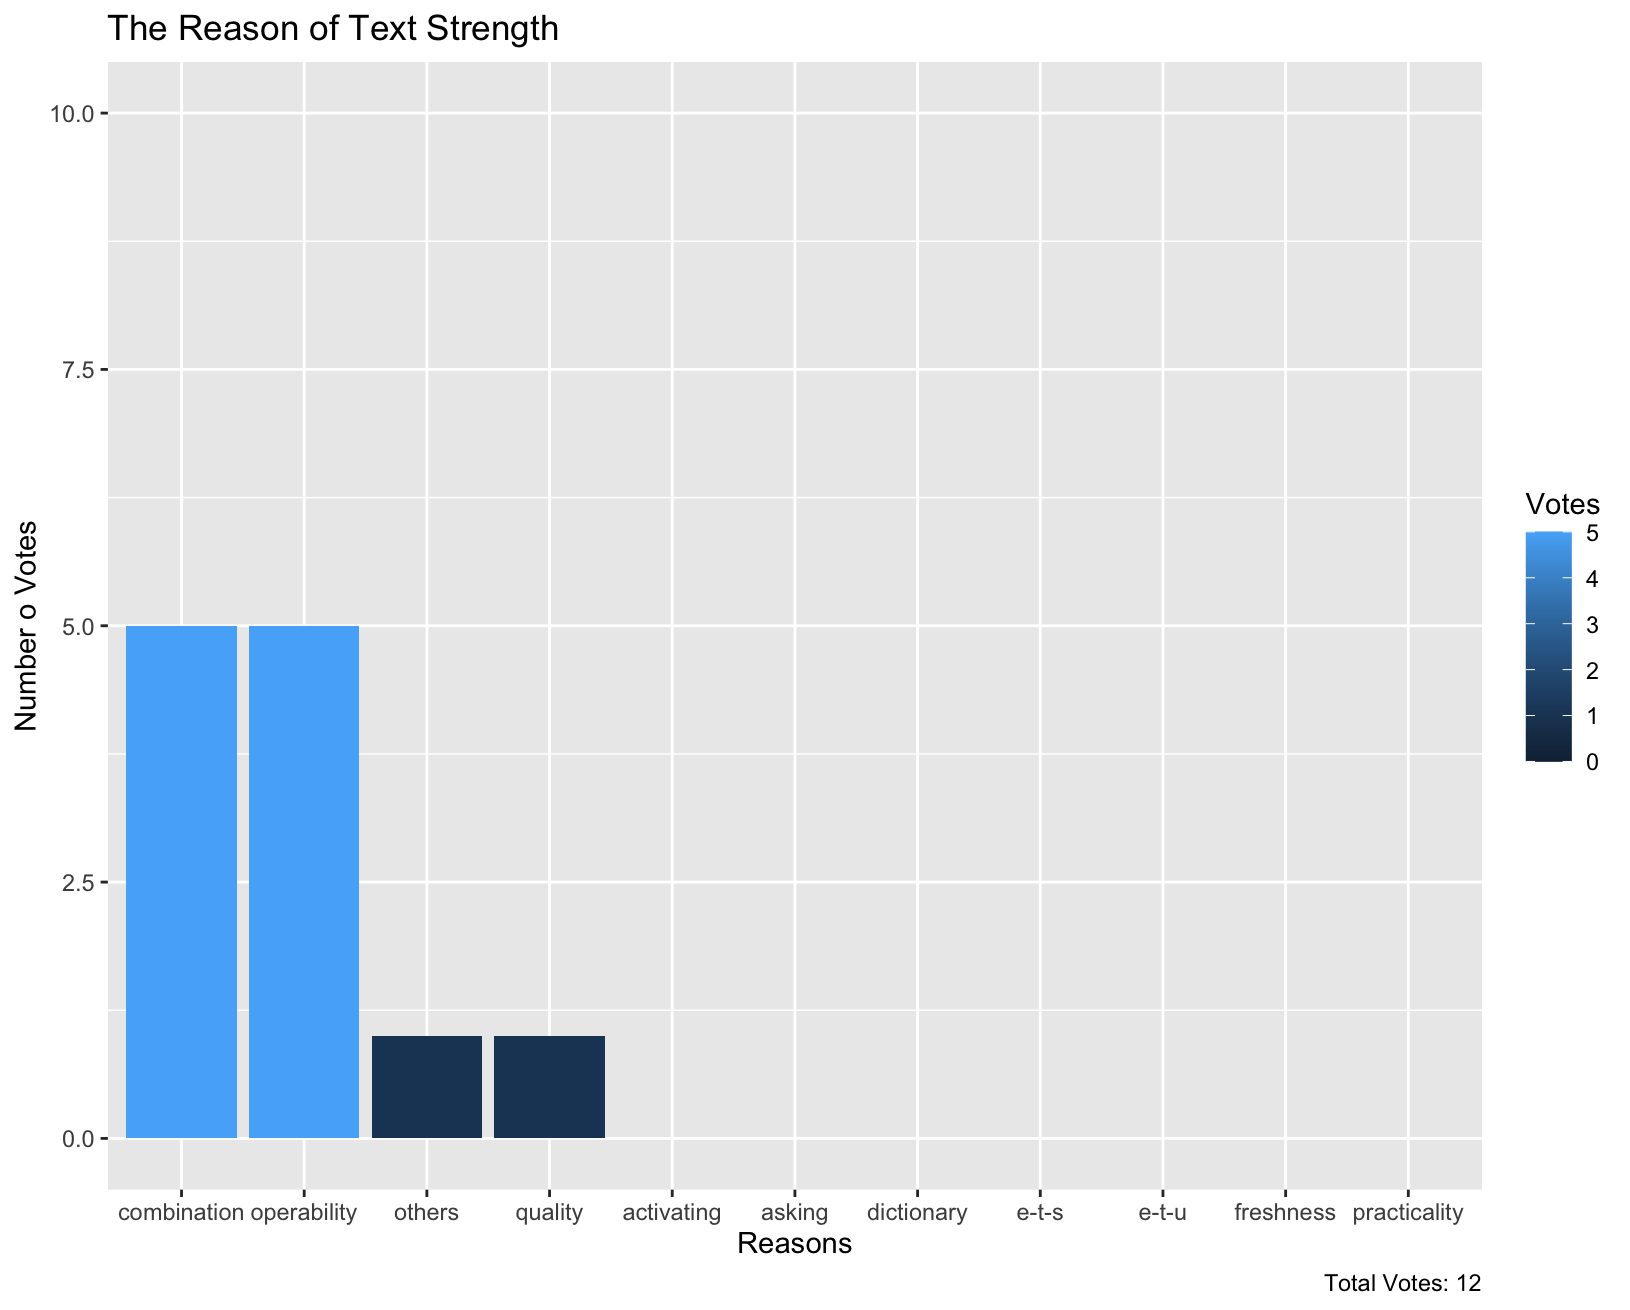 The Reason of Text Strength
Number o Votes
10.0
7.5
5.0
2.5
0.0
combination operability others quality activating asking dictionary e-t-s e-t-u freshness practicality
Reasons
Votes
5
4
3
2
1
0
Total Votes: 12